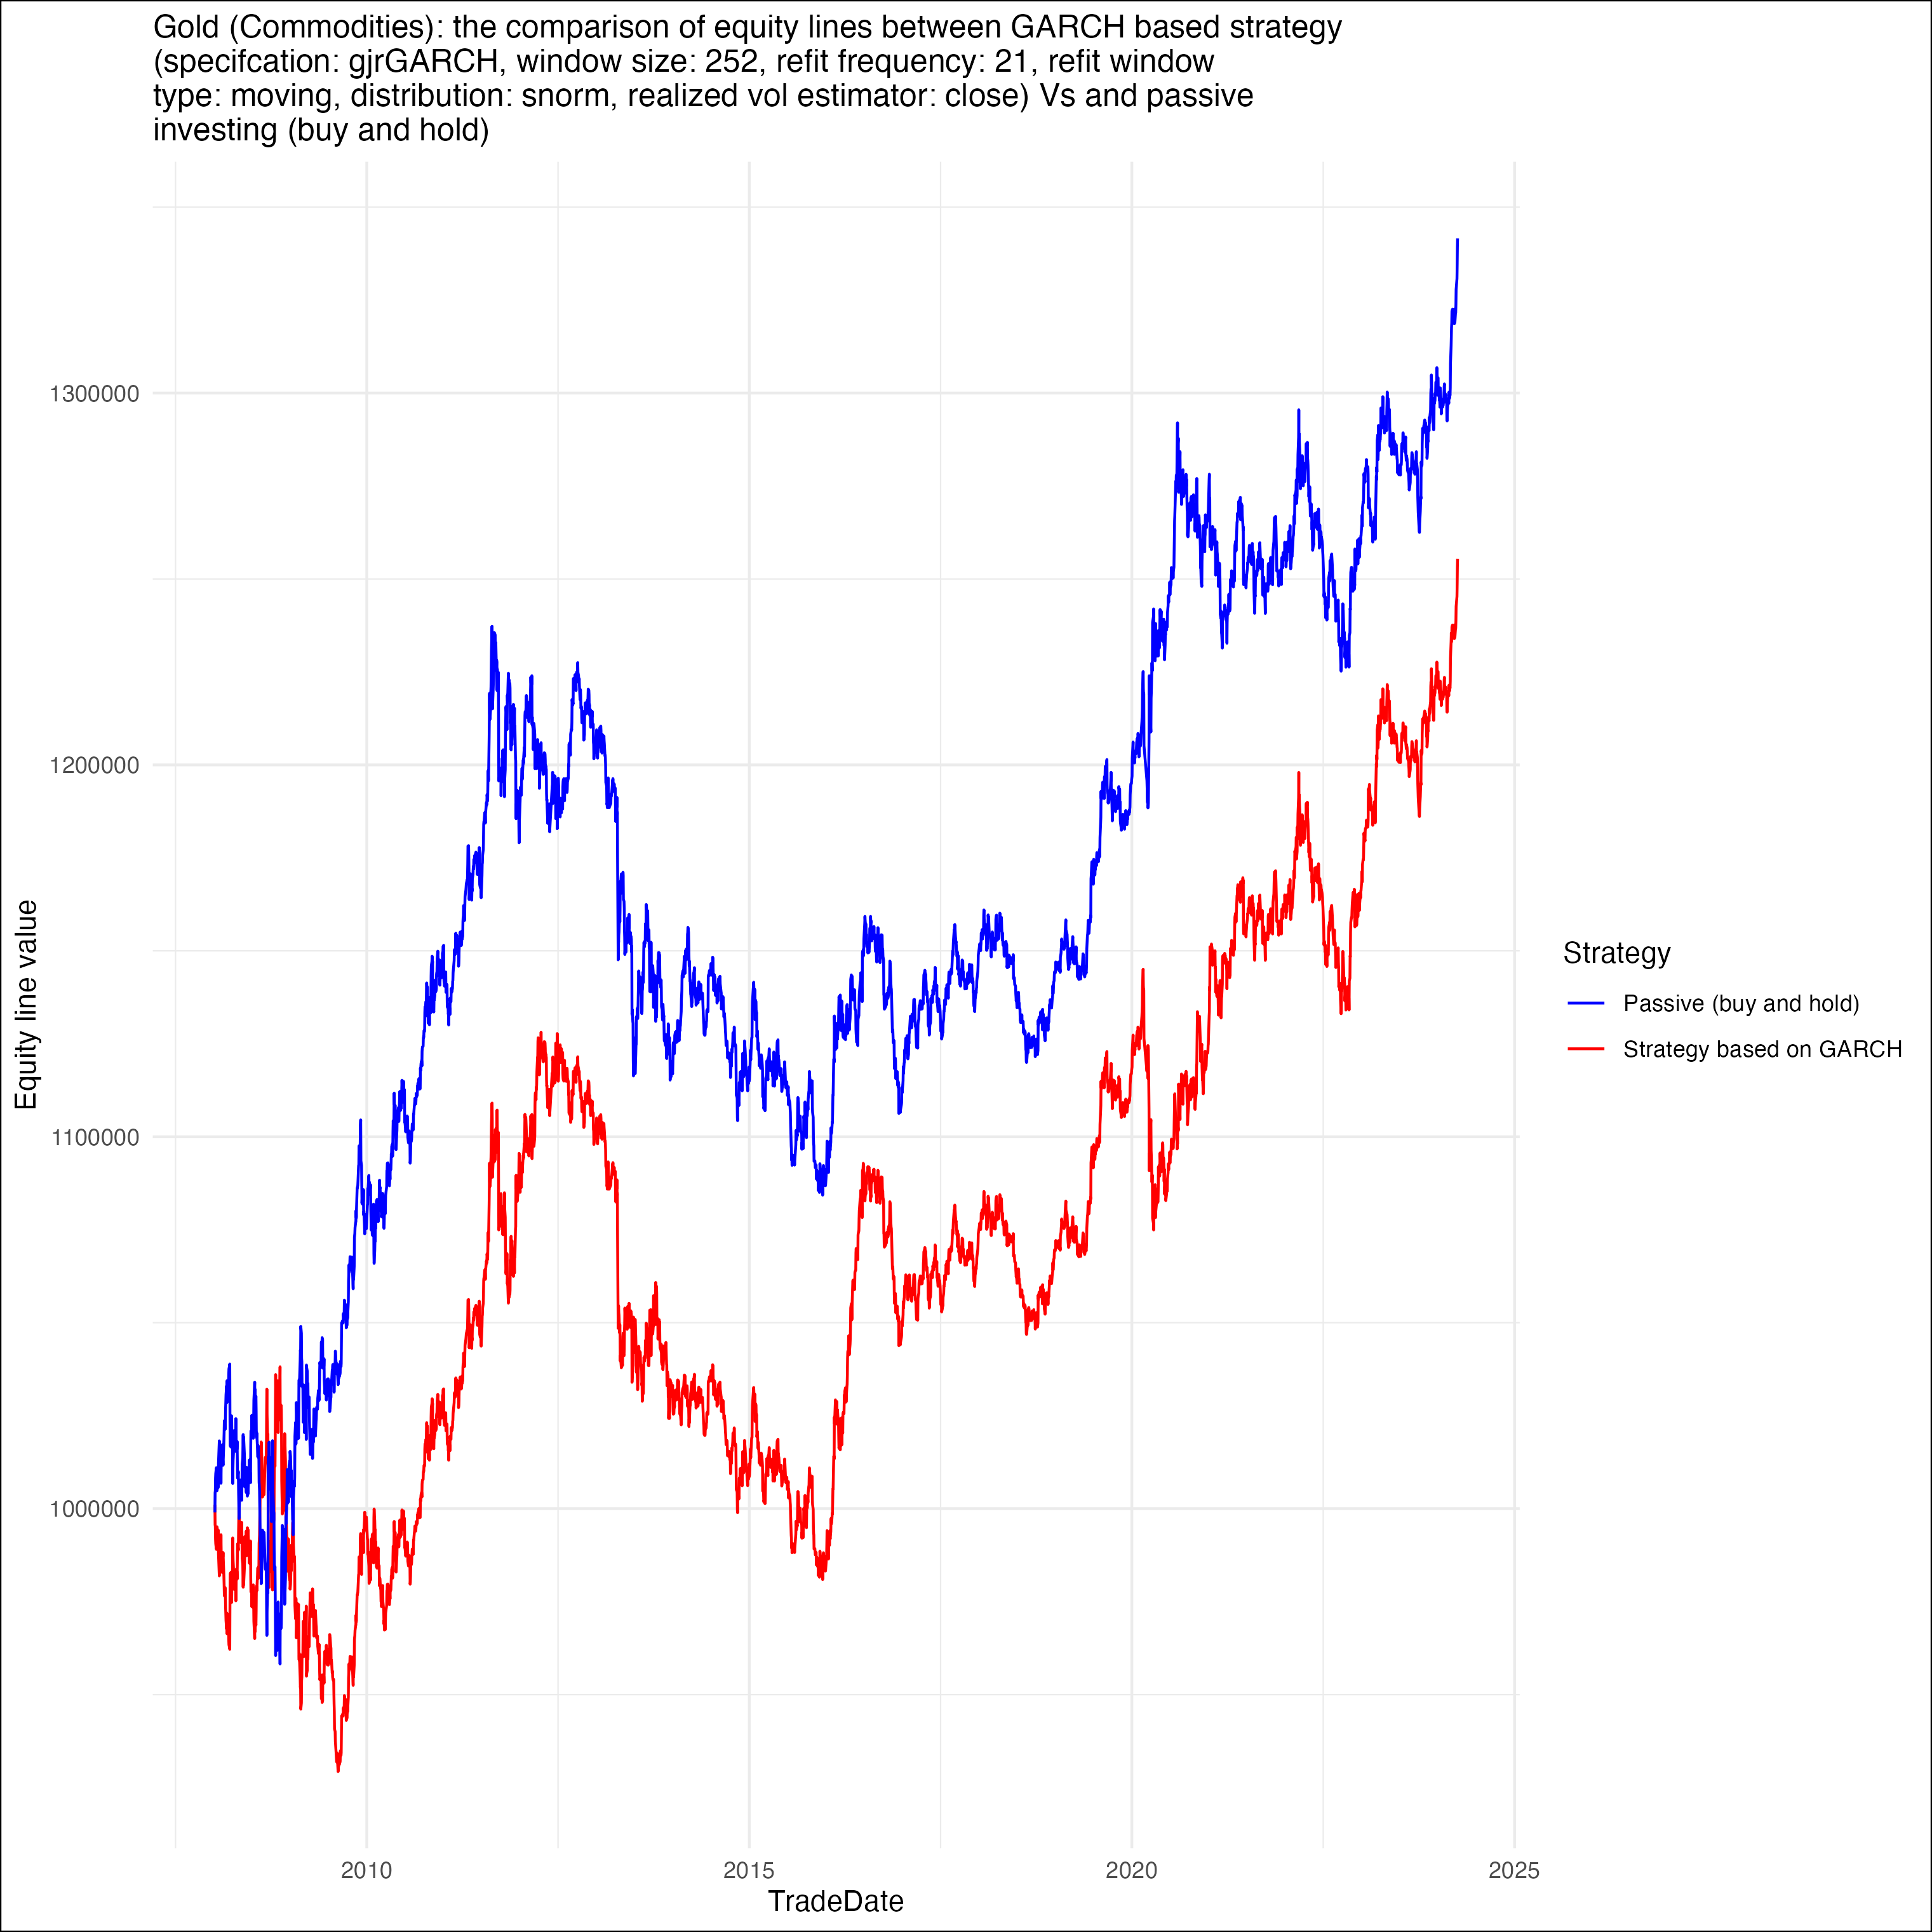 Gold (Commodities): the comparison of equity lines between GARCH based strategy
(specifcation: gjrGARCH, window size: 252, refit frequency: 21, refit window
type: moving, distribution: snorm, realized vol estimator: close) Vs and passive
investing (buy and hold)
1300000
1200000
1100000
1000000
Equity line value
2010
2015
2020
2025
TradeDate
Strategy
Passive (buy and hold)
Strategy based on GARCH